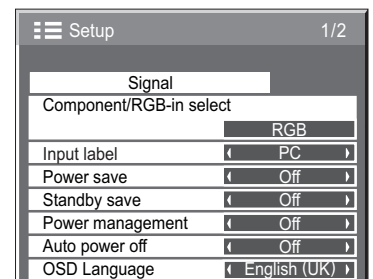 Setup 1/2
Signal
Component/RGB-in select
RGB
Input label PC
Power save Off
Standby save Off
Power management Off
Auto power off Off
OSD Language English (UK)